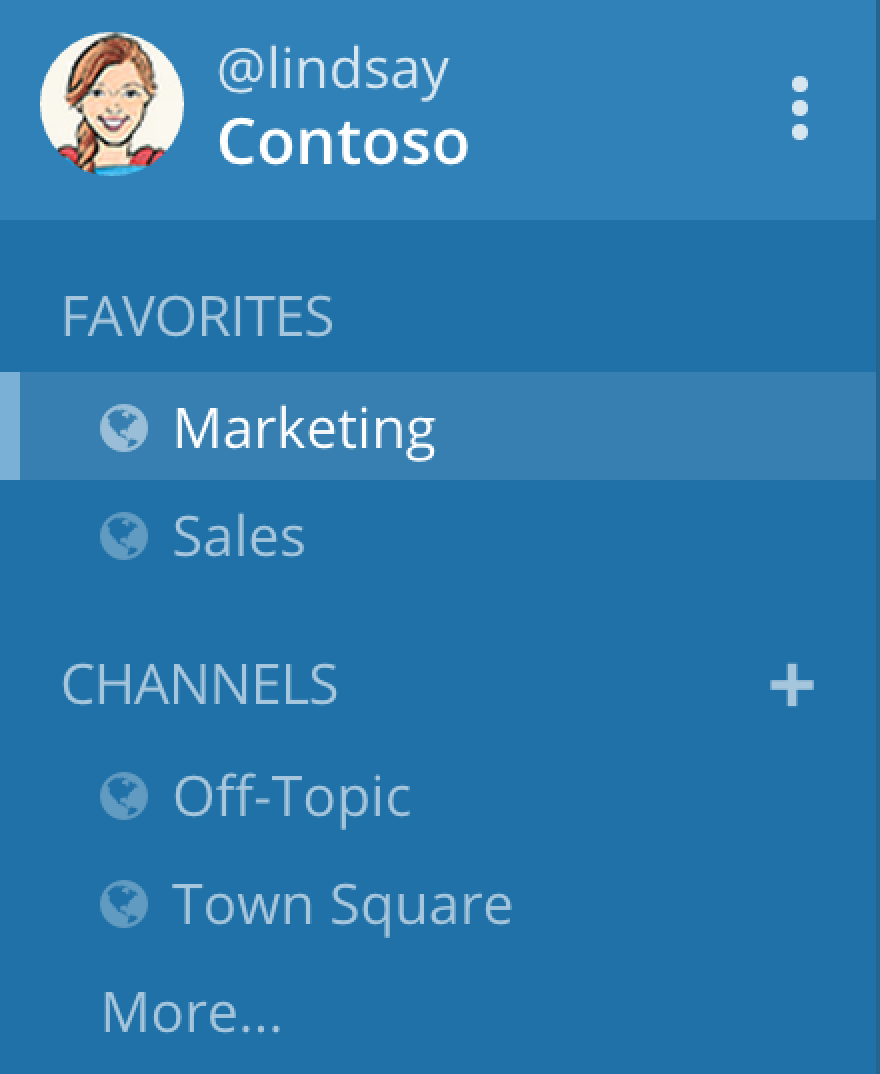 @lindsay
Contoso
FAVORITES
Marketing
Sales
CHANNELS
Off-Topic
Town Square
More...